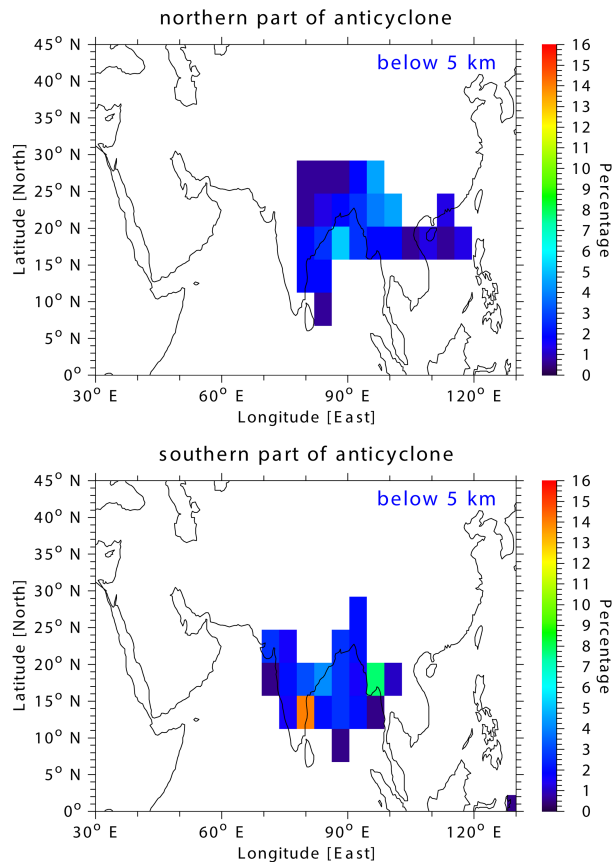 northern part of anticyclone
below 5 km
45° N
40° N
35° N
30° N
25° N
20° N
15° N
10° N
5° N
0°
Latitude [North]
30° E
60° E
90° E
120° E
Longitude [East]
16
15
14
13
12
11
10
9
8
7
6
5
4
3
2
1
0
Percentage
southern part of anticyclone
below 5 km
45° N
40° N
35° N
30° N
25° N
20° N
15° N
10° N
5° N
0°
Latitude [North]
30° E
60° E
90° E
120° E
Longitude [East]
16
15
14
13
12
11
10
9
8
7
6
5
4
3
2
1
0
Percentage